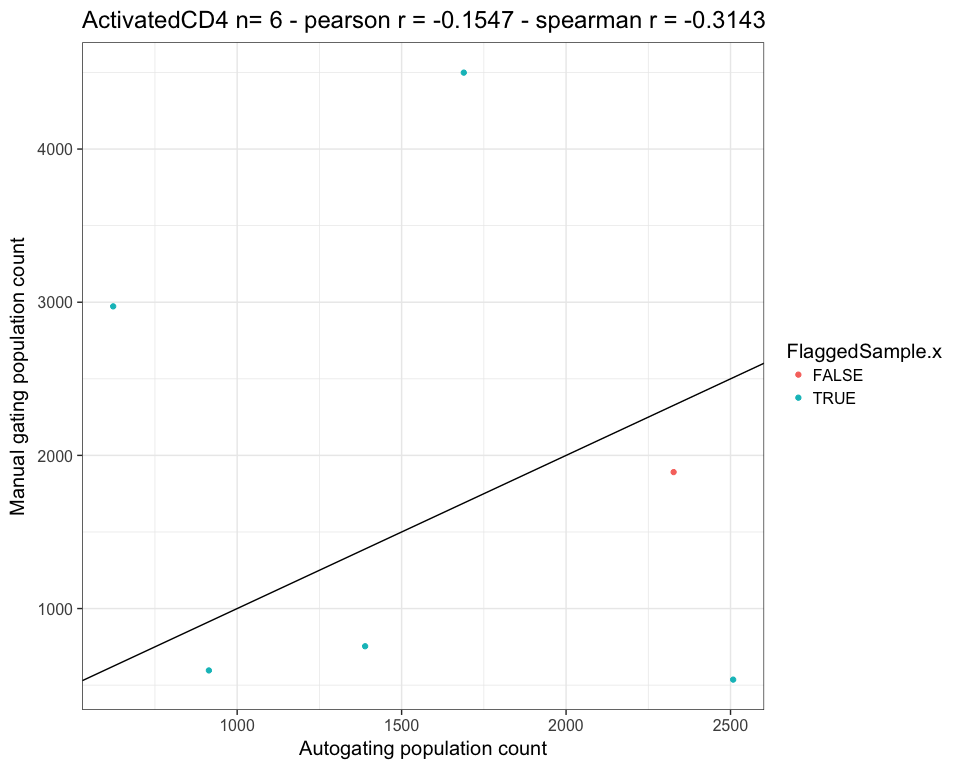 ActivatedCD4 n= 6 - pearson r = -0.1547 - spearman r = -0.3143
Manual gating population count
4000
3000
2000
1000
1000
1500
2000
2500
Autogating population count
FlaggedSample.x
FALSE
TRUE